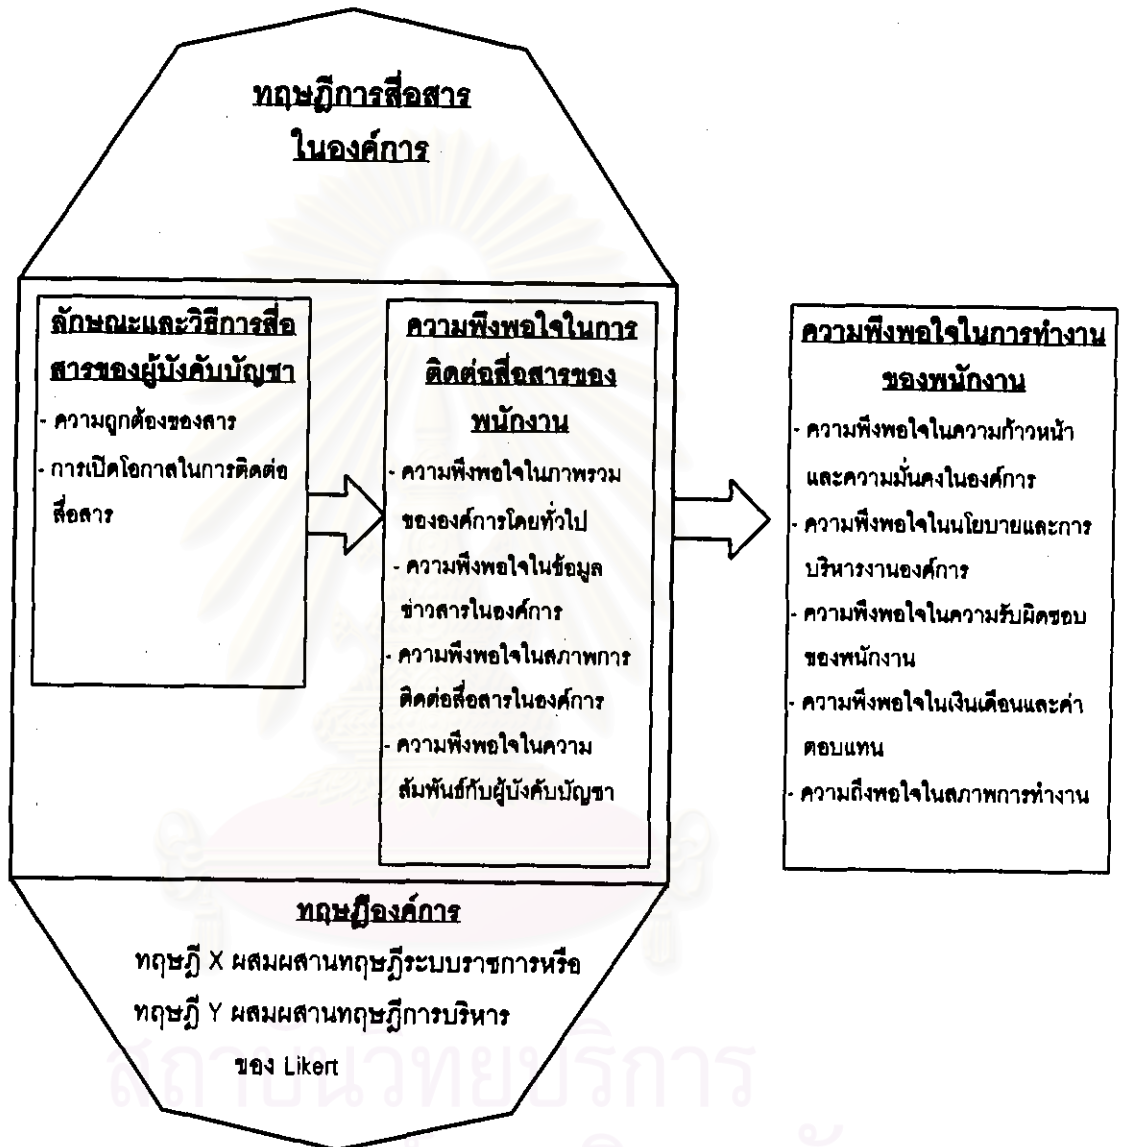 ทฤษฎีการสื่อสาร
ในองค์การ
ลักษณะและวิธีการสื่อ
สารของผู้บังคับบัญชา
- ความถูกต้องของสาร
- การเปิดโอกาสในการติดต่อ
สื่อสาร
ความพึงพอใจในการ
ติดต่อสื่อสารของ
พนักงาน
- ความพึงพอใจในภาพรวม
ขององค์การโดยทั่วไป
- ความพึงพอใจในข้อมูล
ข่าวสารในองค์การ
- ความพึงพอใจในสภาพการ
ติดต่อสื่อสารในองค์การ
- ความพึงพอใจในความ
สัมพันธ์กับผู้บังคับบัญชา
ความพึงพอใจในการทำงาน
ของพนักงาน
- ความพึงพอใจในความก้าวหน้า
และความมั่นคงในองค์การ
- ความพึงพอใจในนโยบายและการ
บริหารงานองค์การ
- ความพึงพอใจในความรับผิดชอบ
ของพนักงาน
- ความพึงพอใจในเงินเดือนและค่า
ตอบแทน
- ความถึงพอใจในสภาพการทำงาน
ทฤษฎีองค์การ
ทฤษฎี X ผสมผสานทฤษฎีระบบราชการหรือ
ทฤษฎี Y ผสมผสานทฤษฎีการบริหาร
ของ Likert
สถาบันวิทยบริการ